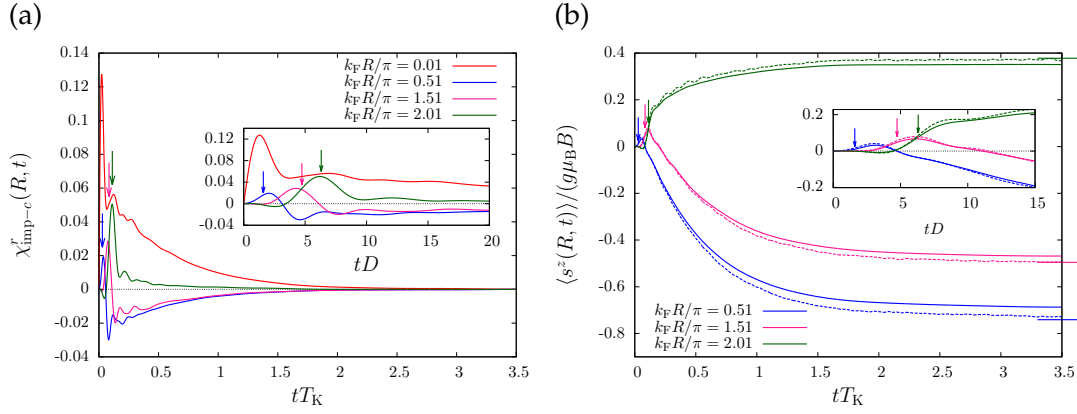 (a)
0.14
0.12
0.1
0.08
0.06
0.04
0.02
0
-0.02
-0.04
χ^r_{imp−c}(R, t)
k_F R/π = 0.01
k_F R/π = 0.51
k_F R/π = 1.51
k_F R/π = 2.01
0.12
0.08
0.04
0
-0.04
0 5 10 15 20
tD
0 0.5 1 1.5 2 2.5 3 3.5
tT_K
(b)
0.4
0.2
0
-0.2
-0.4
-0.6
-0.8
⟨s^z(R, t)⟩/(gμ_B B)
0.2
0
-0.2
0 5 10 15
tD
k_F R/π = 0.51
k_F R/π = 1.51
k_F R/π = 2.01
0 0.5 1 1.5 2 2.5 3 3.5
tT_K